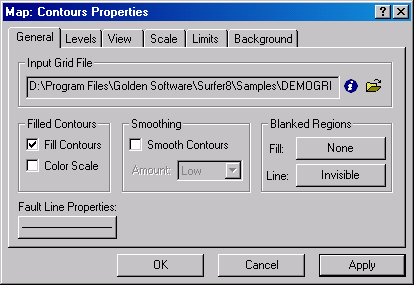 Map: Contours Properties
General Levels View Scale Limits Background
Input Grid File
D:\Program Files\Golden Software\Surfer8\Samples\DEMOGRI
Filled Contours
Fill Contours
Color Scale
Smoothing
Smooth Contours
Amount: Low
Blanked Regions
Fill: None
Line: Invisible
Fault Line Properties:
OK Cancel Apply